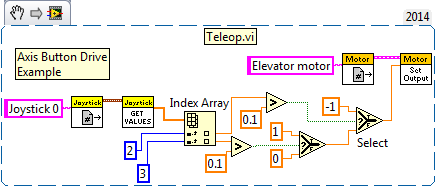 2014
Teleop.vi
Axis Button Drive
Example
Elevator motor
Motor
#
Motor
Set
Output
Joystick 0
Joystick
#
Joystick
GET
VALUES
Index Array
>
-1
0.1
2
3
>
1
Select
0.1
0